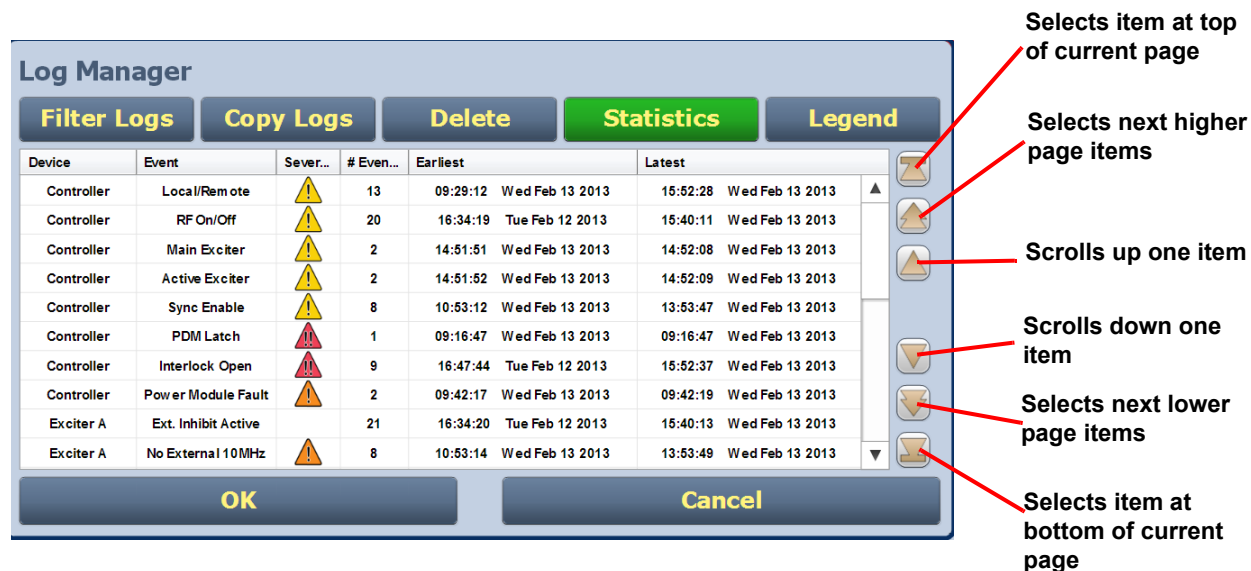 Log Manager
Filter Logs Copy Logs Delete Statistics Legend
Device Event Sever... # Even... Earliest Latest
Controller Local/Remote 13 09:29:12 Wed Feb 13 2013 15:52:28 Wed Feb 13 2013
Controller RF On/Off 20 16:34:19 Tue Feb 12 2013 15:40:11 Wed Feb 13 2013
Controller Main Exciter 2 14:51:51 Wed Feb 13 2013 14:52:08 Wed Feb 13 2013
Controller Active Exciter 2 14:51:52 Wed Feb 13 2013 14:52:09 Wed Feb 13 2013
Controller Sync Enable 8 10:53:12 Wed Feb 13 2013 13:53:47 Wed Feb 13 2013
Controller PDM Latch 1 09:16:47 Wed Feb 13 2013 09:16:47 Wed Feb 13 2013
Controller Interlock Open 9 16:47:44 Tue Feb 12 2013 15:52:37 Wed Feb 13 2013
Controller Power Module Fault 2 09:42:17 Wed Feb 13 2013 09:42:19 Wed Feb 13 2013
Exciter A Ext. Inhibit Active 21 16:34:20 Tue Feb 12 2013 15:40:13 Wed Feb 13 2013
Exciter A No External 10MHz 8 10:53:14 Wed Feb 13 2013 13:53:49 Wed Feb 13 2013
OK Cancel
Selects item at top
of current page
Selects next higher
page items
Scrolls up one item
Scrolls down one
item
Selects next lower
page items
Selects item at
bottom of current
page